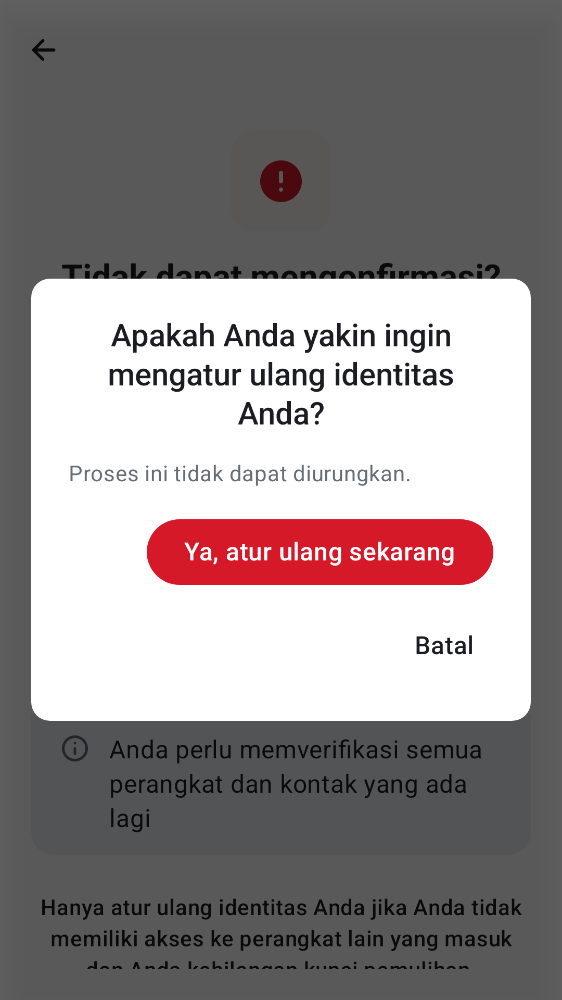 Tidak dapat mengonfirmasi?
Apakah Anda yakin ingin
mengatur ulang identitas
Anda?
Proses ini tidak dapat diurungkan.
Ya, atur ulang sekarang
Batal
Anda perlu memverifikasi semua
perangkat dan kontak yang ada
lagi
Hanya atur ulang identitas Anda jika Anda tidak
memiliki akses ke perangkat lain yang masuk
dan Anda kehilangan kunci pemulihan